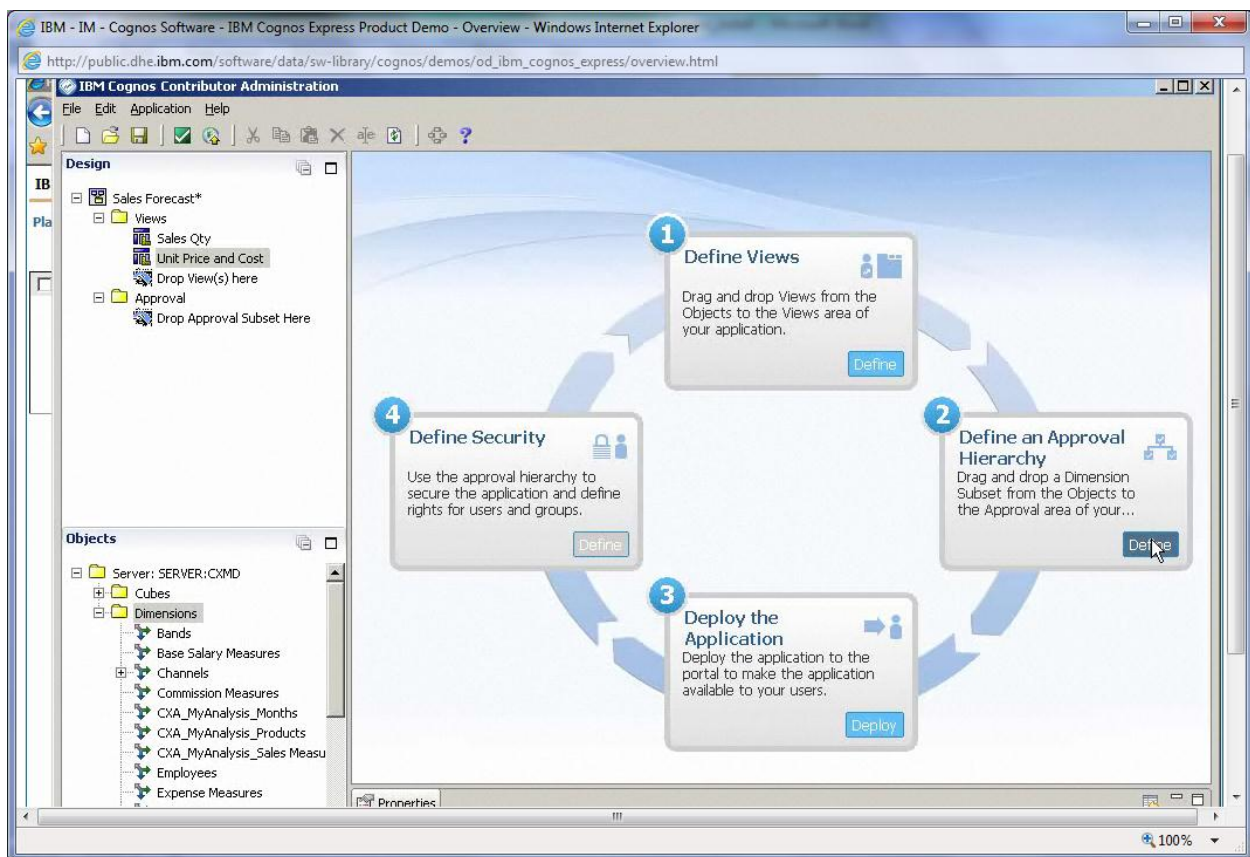 IBM - IM - Cognos Software - IBM Cognos Express Product Demo - Overview - Windows Internet Explorer
http://public.dhe.ibm.com/software/data/sw-library/cognos/demos/od_ibm_cognos_express/overview.html
IBM Cognos Contributor Administration
File Edit Application Help
IB
Pla
Design
Sales Forecast*
Views
Sales Qty
Unit Price and Cost
Drop View(s) here
Approval
Drop Approval Subset Here
Objects
Server: SERVER:CXMD
Cubes
Dimensions
Bands
Base Salary Measures
Channels
Commission Measures
CXA_MyAnalysis_Months
CXA_MyAnalysis_Products
CXA_MyAnalysis_Sales Measu
Employees
Expense Measures
1
Define Views
Drag and drop Views from the
Objects to the Views area of
your application.
Define
2
Define an Approval
Hierarchy
Drag and drop a Dimension
Subset from the Objects to
the Approval area of your...
Define
3
Deploy the
Application
Deploy the application to the
portal to make the application
available to your users.
Deploy
4
Define Security
Use the approval hierarchy to
secure the application and define
rights for users and groups.
Define
Properties
100%